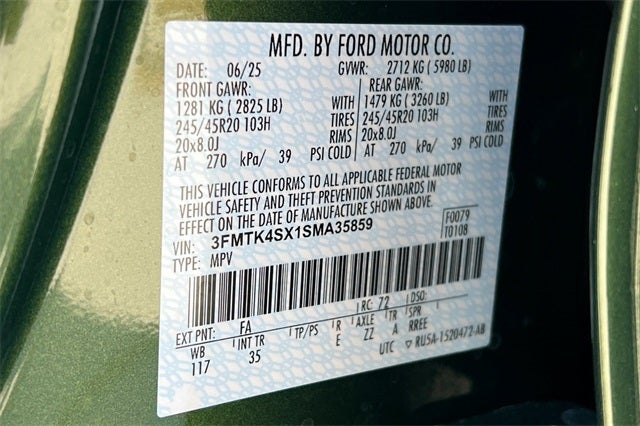 MFD. BY FORD MOTOR CO.
DATE: 06/25 GVWR: 2712 KG ( 5980 LB)
FRONT GAWR: REAR GAWR:
1281 KG ( 2825 LB) WITH 1479 KG ( 3260 LB) WITH
245/45R20 103H TIRES 245/45R20 103H TIRES
20x8.0J RIMS 20x8.0J RIMS
AT 270 kPa/ 39 PSI COLD AT 270 kPa/ 39 PSI COLD
THIS VEHICLE CONFORMS TO ALL APPLICABLE FEDERAL MOTOR
VEHICLE SAFETY AND THEFT PREVENTION STANDARDS IN
EFFECT ON THE DATE OF MANUFACTURE SHOWN ABOVE.
VIN: 3FMTK4SX1SMA35859 F0079
TYPE: MPV T0108
RC: 72 DSO:
EXT PNT: FA
WB INT TR TP/PS R AXLE TR SPR
117 35 E ZZ A RREE
UTC ▽ RU5A-1520472-AB